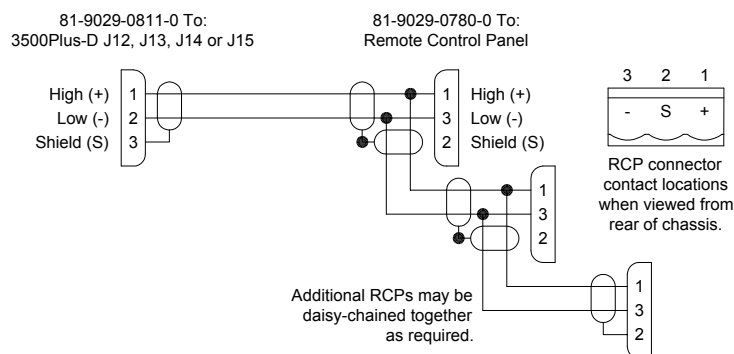 81-9029-0811-0 To:
3500Plus-D J12, J13, J14 or J15
81-9029-0780-0 To:
Remote Control Panel
High (+) 1
Low (-) 2
Shield (S) 3
1 High (+)
3 Low (-)
2 Shield (S)
3 2 1
- S +
RCP connector
contact locations
when viewed from
rear of chassis.
1
3
2
Additional RCPs may be
daisy-chained together
as required.
1
3
2